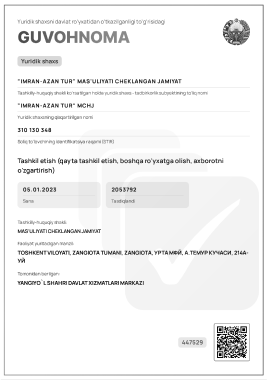 Yuridik shaxsni davlat ro'yxatidan o'tkazilganligi to'g'risidagi
GUVOHNOMA
Yuridik shaxs
"IMRAN-AZAN TUR" MAS'ULIYATI CHEKLANGAN JAMIYAT
Tashkiliy-huquqiy shakli ko'rsatilgan holda yuridik shaxs - tadbirkorlik subyektining to'liq nomi
"IMRAN-AZAN TUR" MCHJ
Yuridik shaxsning qisqartirilgan nomi
310 130 348
Soliq to'lovchining identifikatsiya raqami (STIR)
Tashkil etish (qayta tashkil etish, boshqa ro'yxatga olish, axborotni
o'zgartirish)
05.01.2023 2053792
Sana Tasdiqlandi
Tashkiliy-huquqiy shakli:
MAS'ULIYATI CHEKLANGAN JAMIYAT
Faoliyat yuritadigan manzil:
TOSHKENT VILOYATI, ZANGIOTA TUMANI, ZANGIOTA, УРТАМФЙ, А.ТЕМУР КУЧАСИ, 214А-
УЙ
Tomonidan berilgan:
YANGIYO`L SHAHRI DAVLAT XIZMATLARI MARKAZI
447529